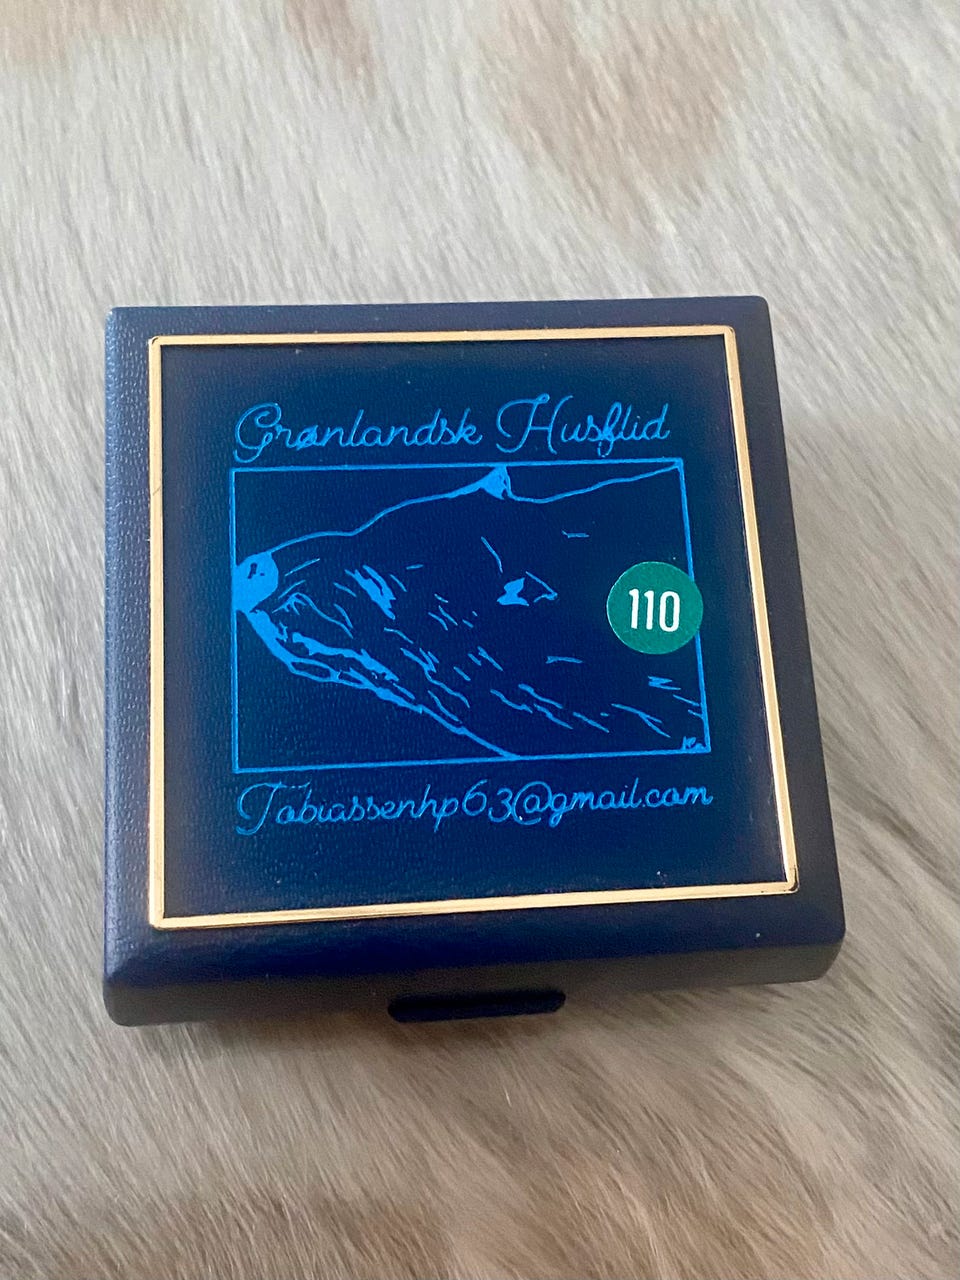 Grønlandsk Husflid
110
Tobiassenhp63@gmail.com